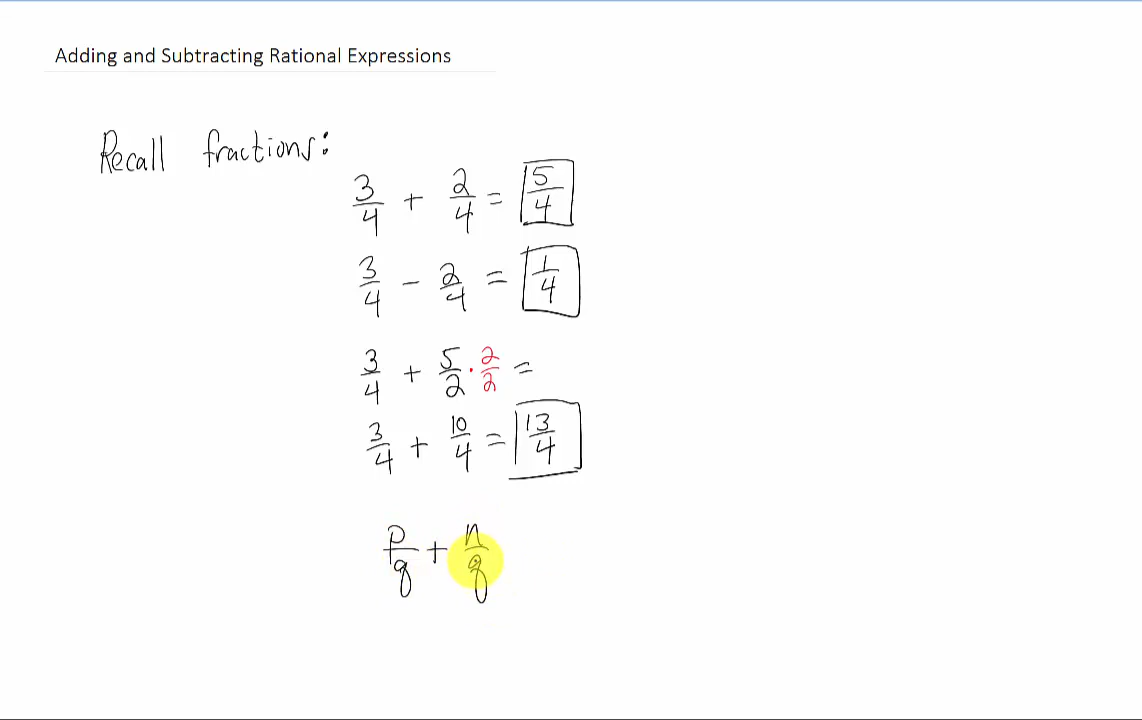 Adding and Subtracting Rational Expressions
Recall fractions:
3/4 + 2/4 = 5/4
3/4 - 2/4 = 1/4
3/4 + 5/2 · 2/2 =
3/4 + 10/4 = 13/4
p/q + n/q